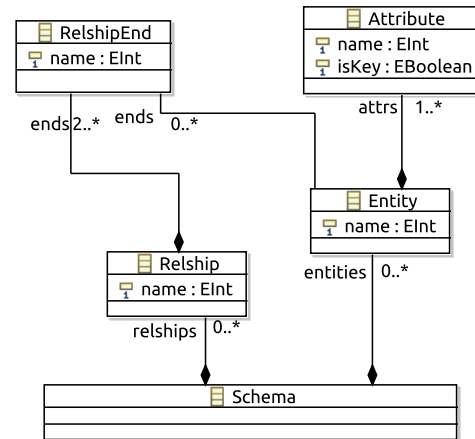 RelshipEnd
name : EInt
Attribute
name : EInt
isKey : EBoolean
ends 2..*
ends
0..*
attrs
1..*
Entity
name : EInt
Relship
name : EInt
entities
0..*
relships
0..*
Schema